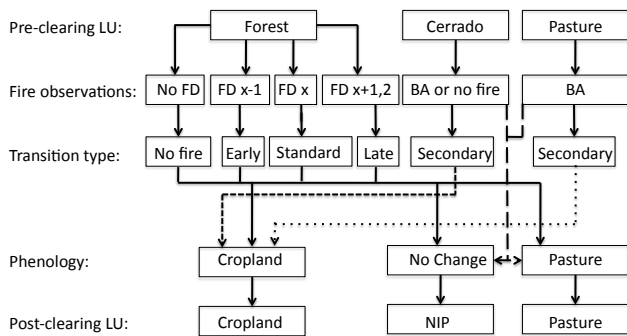 Pre-clearing LU: Forest Cerrado Pasture
Fire observations: No FD FD x-1 FD x FD x+1,2 BA or no fire BA
Transition type: No fire Early Standard Late Secondary Secondary
Phenology: Cropland No Change Pasture
Post-clearing LU: Cropland NIP Pasture